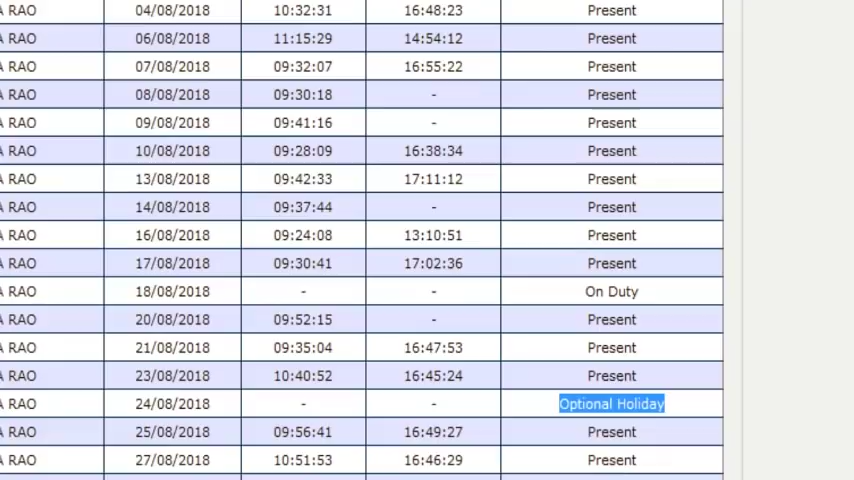 A RAO 04/08/2018 10:32:31 16:48:23 Present
A RAO 06/08/2018 11:15:29 14:54:12 Present
A RAO 07/08/2018 09:32:07 16:55:22 Present
A RAO 08/08/2018 09:30:18 - Present
A RAO 09/08/2018 09:41:16 - Present
A RAO 10/08/2018 09:28:09 16:38:34 Present
A RAO 13/08/2018 09:42:33 17:11:12 Present
A RAO 14/08/2018 09:37:44 - Present
A RAO 16/08/2018 09:24:08 13:10:51 Present
A RAO 17/08/2018 09:30:41 17:02:36 Present
A RAO 18/08/2018 - - On Duty
A RAO 20/08/2018 09:52:15 - Present
A RAO 21/08/2018 09:35:04 16:47:53 Present
A RAO 23/08/2018 10:40:52 16:45:24 Present
A RAO 24/08/2018 - - Optional Holiday
A RAO 25/08/2018 09:56:41 16:49:27 Present
A RAO 27/08/2018 10:51:53 16:46:29 Present